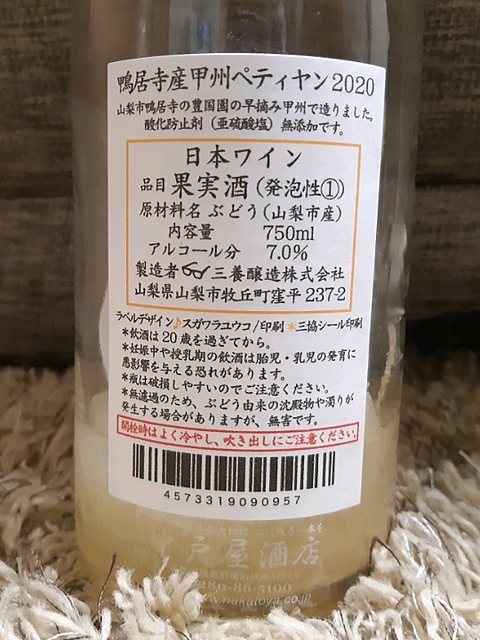 鴨居寺産甲州ペティヤン2020
山梨市鴨居寺の豊国園の早摘み甲州で造りました。
酸化防止剤（亜硫酸塩）無添加です。
日本ワイン
品目 果実酒（発泡性①）
原材料名 ぶどう（山梨市産）
内容量 750ml
アルコール分 7.0%
製造者 三養醸造株式会社
山梨県山梨市牧丘町窪平 237-2
ラベルデザイン♪スガワラユウコ/印刷 *三協シール印刷
*飲酒は20歳を過ぎてから。
*妊娠中や授乳期の飲酒は胎児・乳児の発育に
悪影響を与える恐れがあります。
*瓶は破損しやすいのでご注意ください。
*無濾過のため、ぶどう由来の沈殿物や濁りが
発生する場合がありますが、無害です。
開栓時はよく冷やし、吹き出しにご注意ください。
4573319090957
戸屋酒店
86-5100
www.nakatoya.co.jp